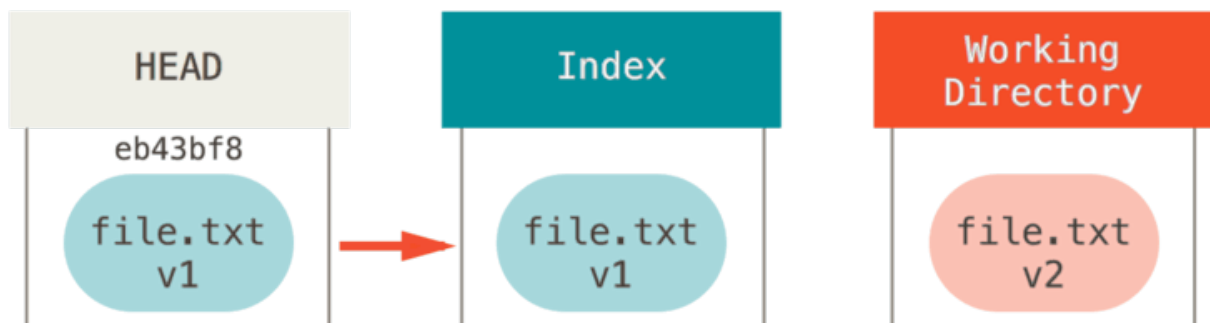 HEAD
Index
Working
Directory
eb43bf8
file.txt
v1
file.txt
v1
file.txt
v2